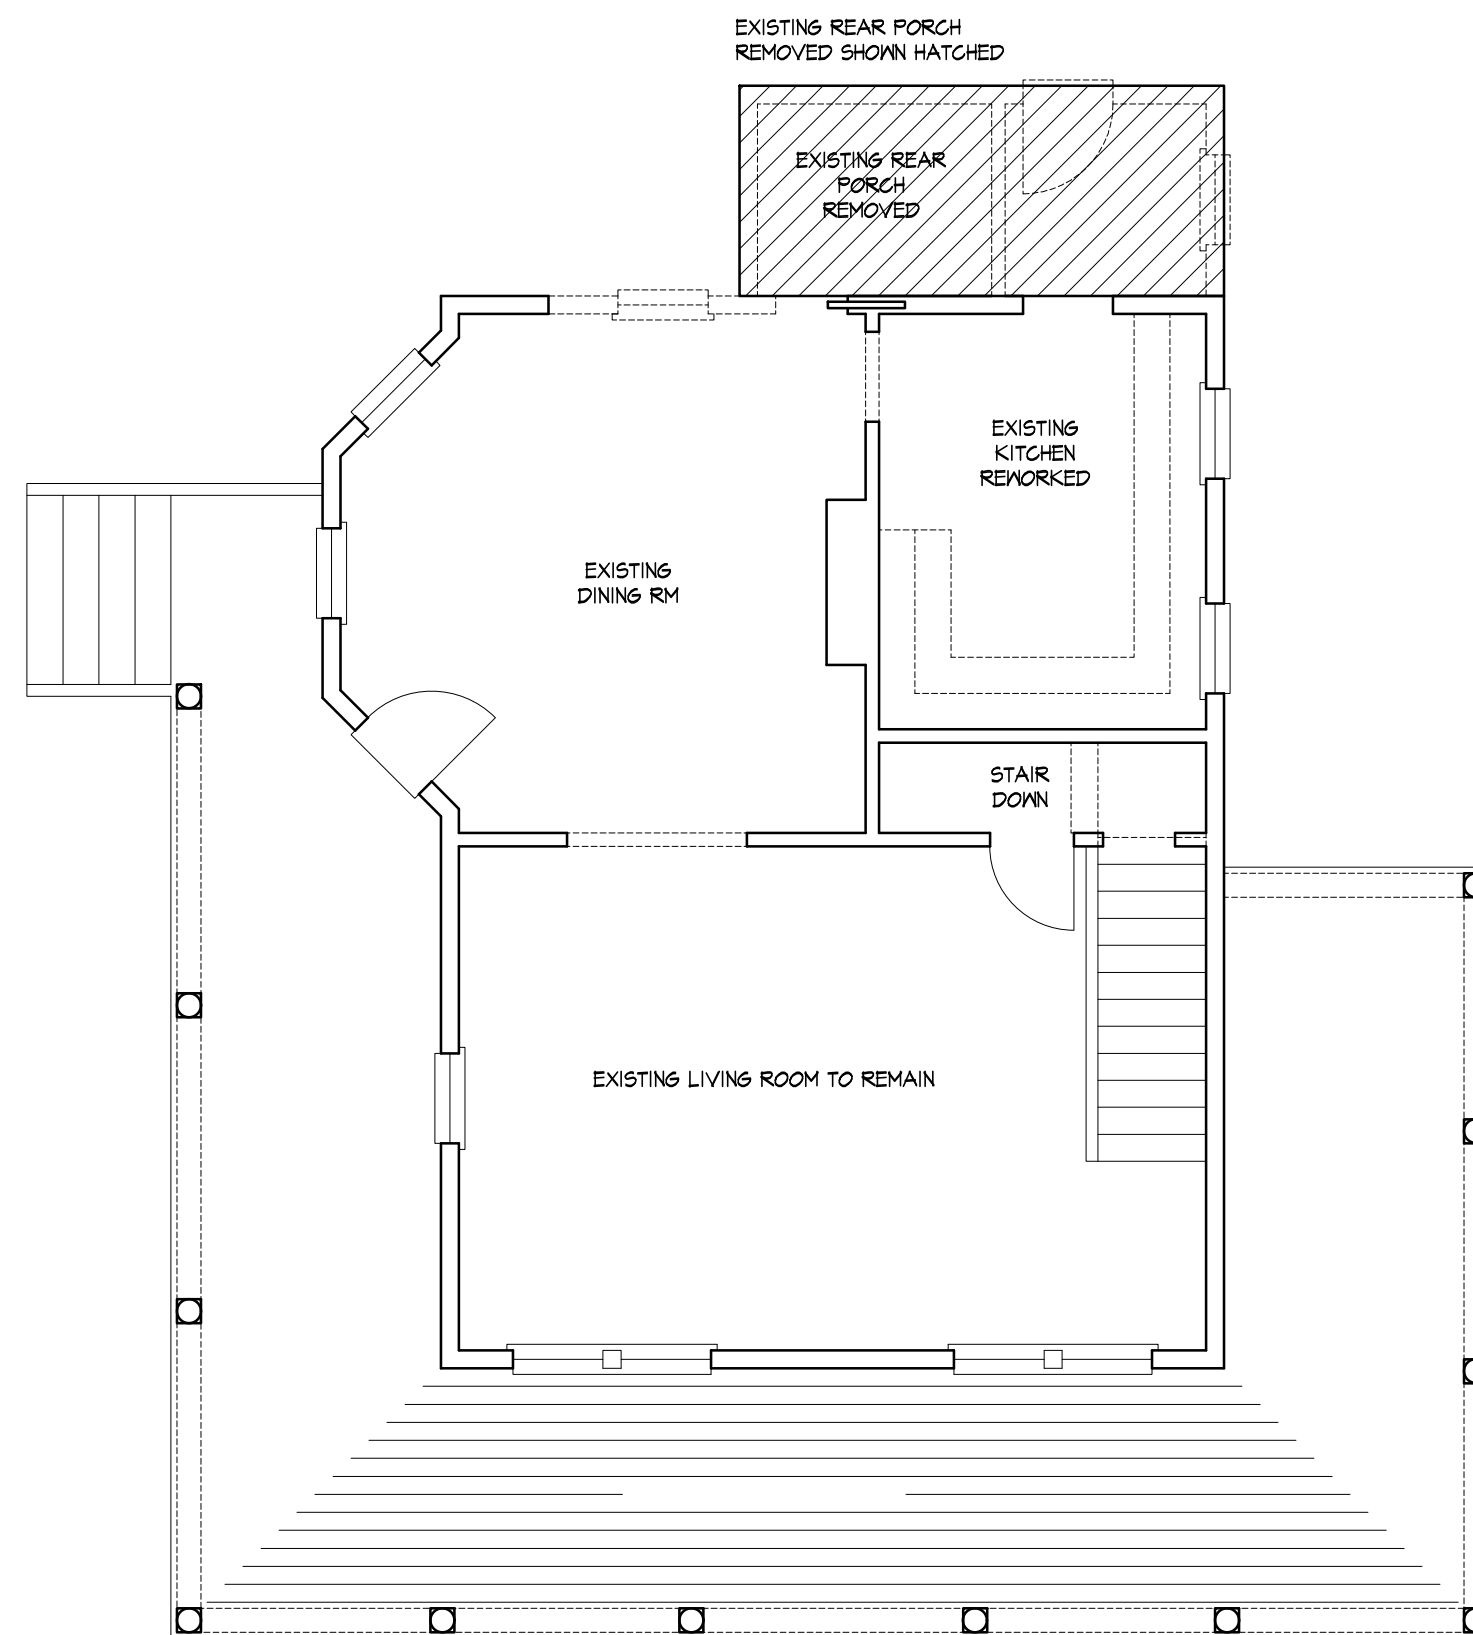 EXISTING REAR PORCH
REMOVED SHOWN HATCHED
EXISTING REAR
PORCH
REMOVED
EXISTING
KITCHEN
REWORKED
EXISTING
DINING RM
STAIR
DOWN
EXISTING LIVING ROOM TO REMAIN